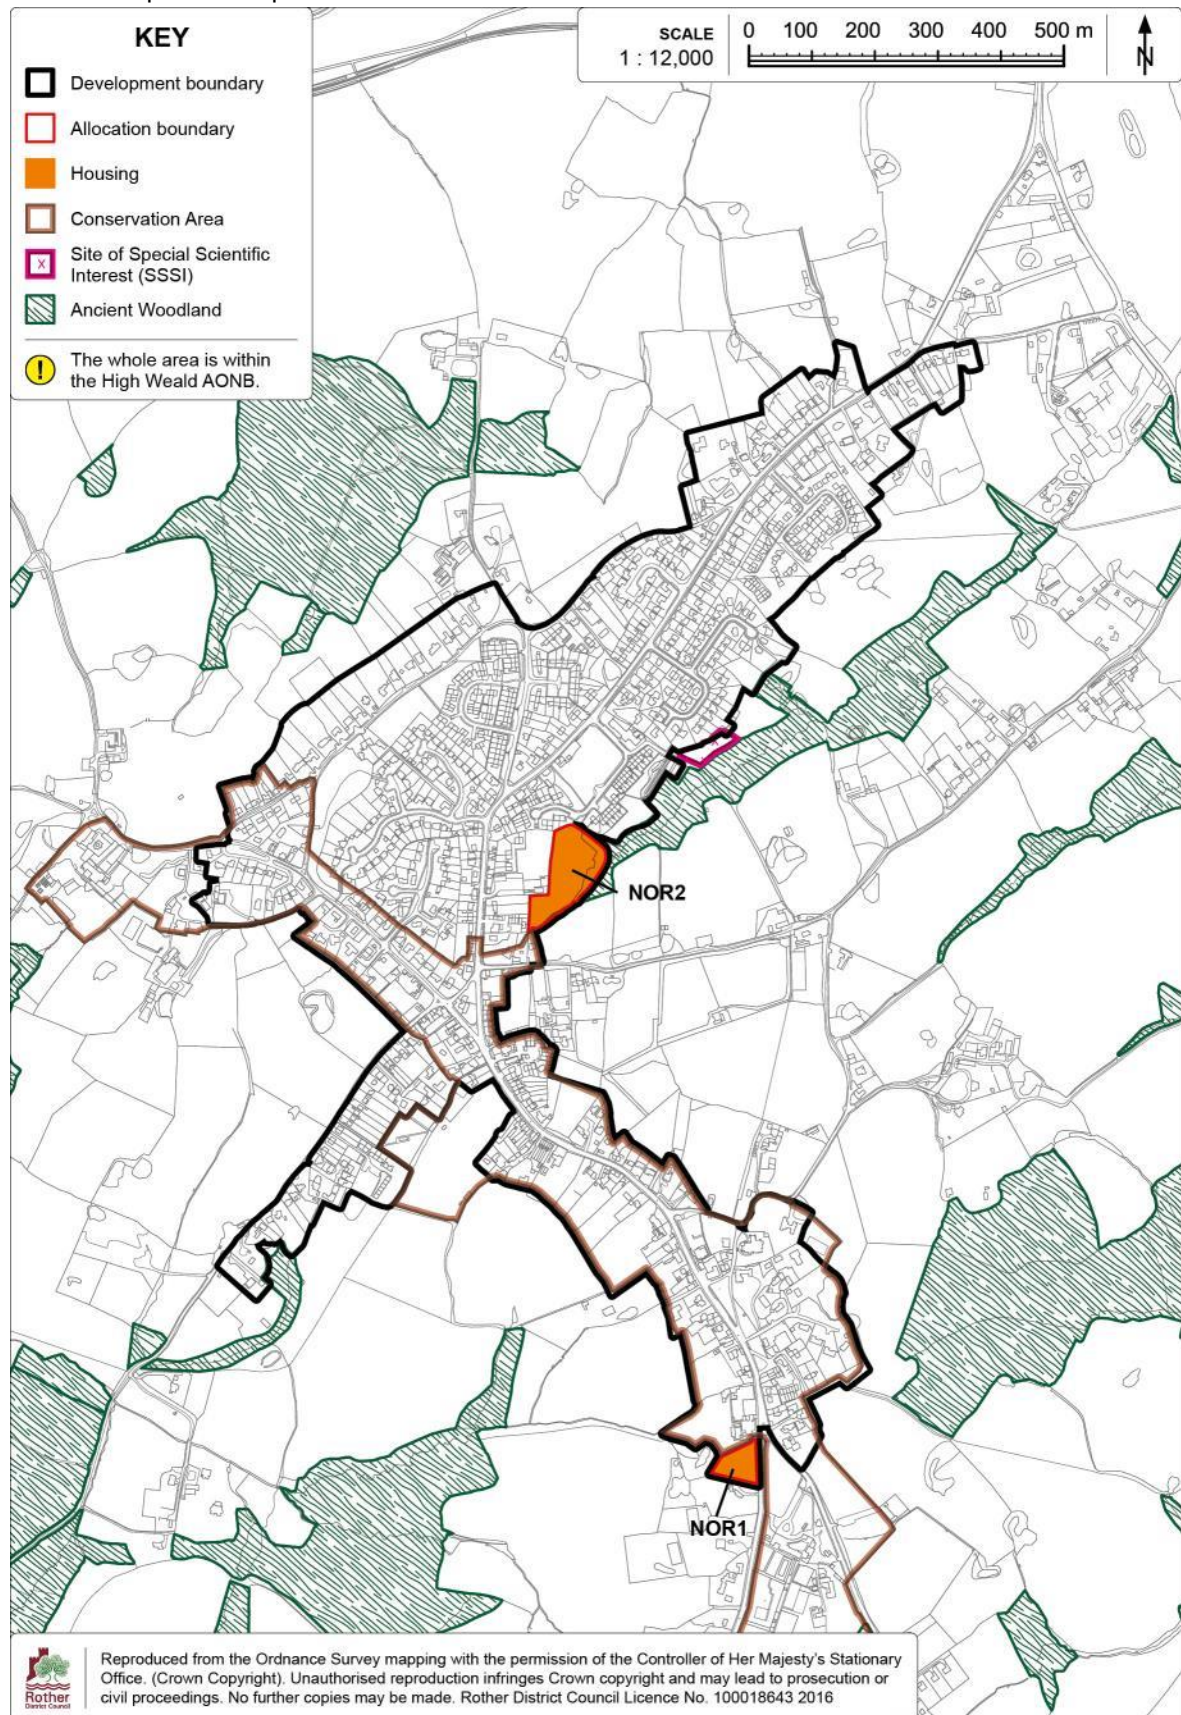 KEY
Development boundary
Allocation boundary
Housing
Conservation Area
X
Site of Special Scientific
Interest (SSSI)
Ancient Woodland
!
The whole area is within
the High Weald AONB.
SCALE
1 : 12,000
0 100 200 300 400 500 m
N
NOR2
NOR1
Rother
District Council
Reproduced from the Ordnance Survey mapping with the permission of the Controller of Her Majesty's Stationary
Office. (Crown Copyright). Unauthorised reproduction infringes Crown copyright and may lead to prosecution or
civil proceedings. No further copies may be made. Rother District Council Licence No. 100018643 2016